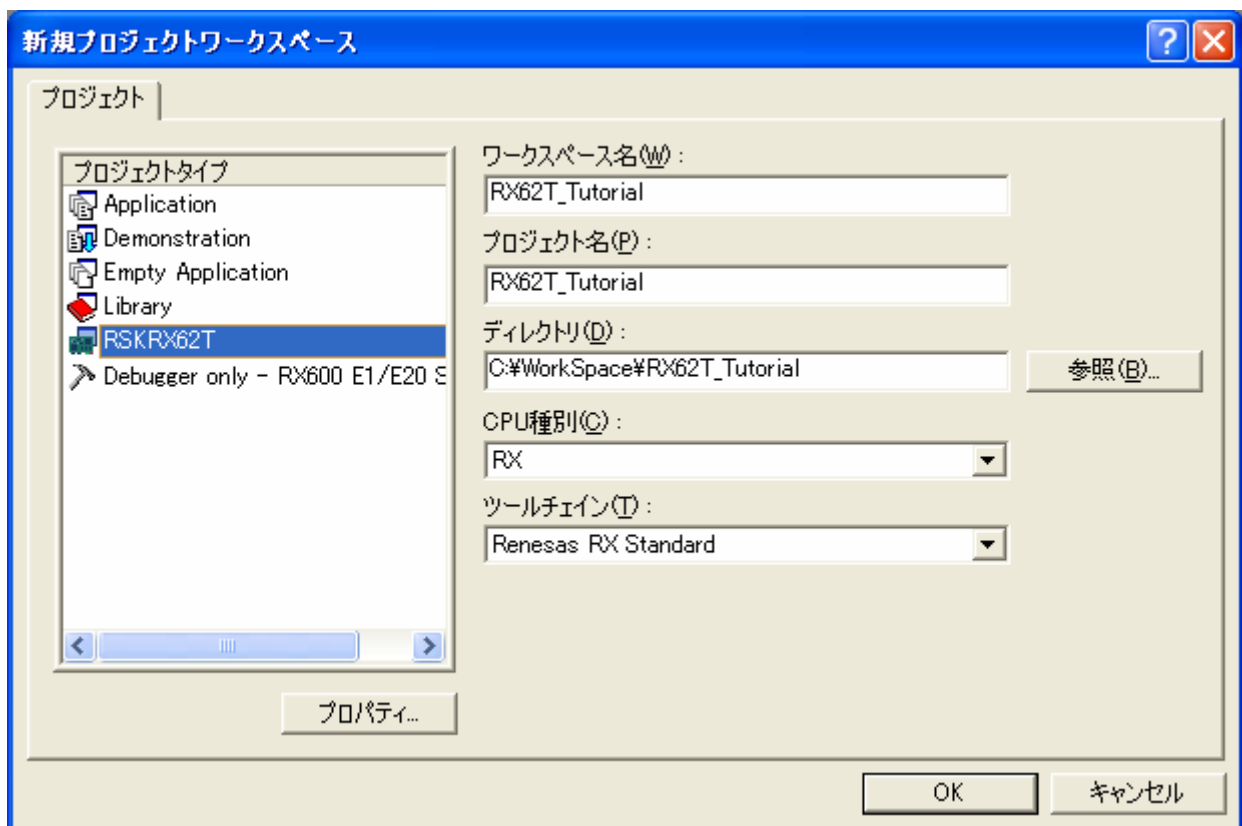 新規プロジェクトワークスペース
プロジェクト
プロジェクトタイプ
Application
Demonstration
Empty Application
Library
RSKRX62T
Debugger only - RX600 E1/E20 S
プロパティ...
ワークスペース名(W):
RX62T_Tutorial
プロジェクト名(P):
RX62T_Tutorial
ディレクトリ(D):
C:¥WorkSpace¥RX62T_Tutorial
参照(B)...
CPU種別(C):
RX
ツールチェイン(T):
Renesas RX Standard
OK
キャンセル